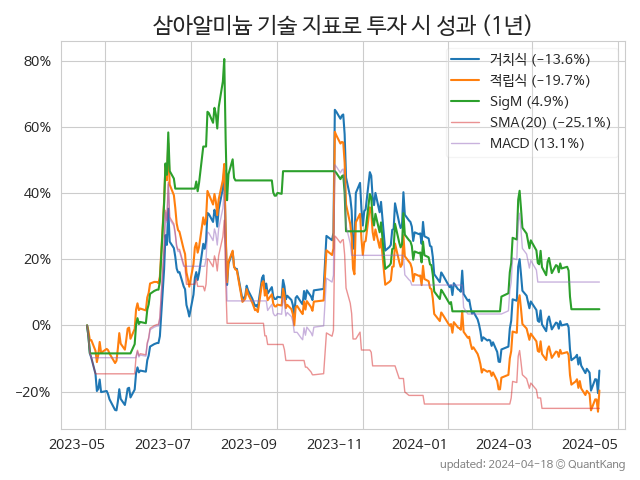 삼아알미늄 기술 지표로 투자 시 성과 (1년)
거치식 (−13.6%)
적립식 (−19.7%)
SigM (4.9%)
SMA(20) (−25.1%)
MACD (13.1%)
80%
60%
40%
20%
0%
−20%
2023-05 2023-07 2023-09 2023-11 2024-01 2024-03 2024-05
updated: 2024-04-18 ⓒ QuantKang